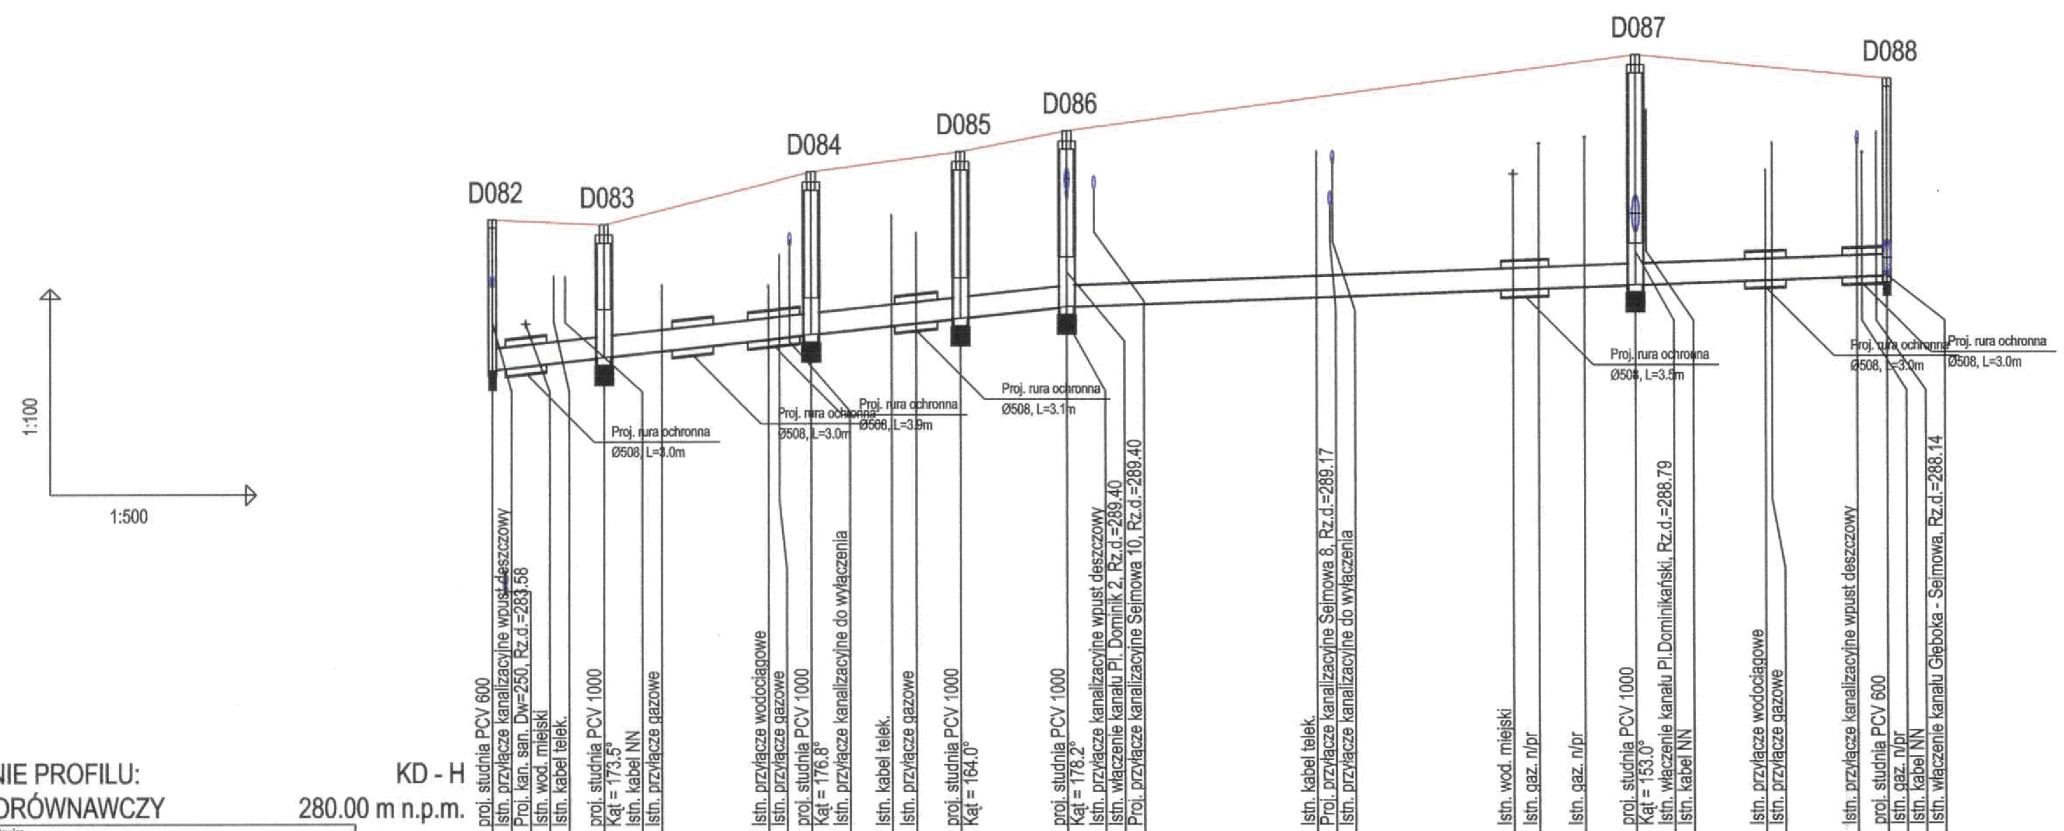 D082
D083
D084
D085
D086
D087
D088
1:100
1:500
Proj. rura ochronna
Ø508, L=3.0m
Proj. rura ochronna
Ø508, L=3.0m
Proj. rura ochronna
Ø508, L=3.9m
Proj. rura ochronna
Ø508, L=3.1m
Proj. rura ochronna
Ø508, L=3.5m
Proj. rura ochronna
Ø508, L=3.0m
Proj. rura ochronna
Ø508, L=3.0m
NIE PROFILU:
KD - H
ORÓWNAWCZY
280.00 m n.p.m.
proj. studnia PCV 600
Istn. przyłącze kanalizacyjne wpust deszczowy
Proj. kan. san. Dw=250, Rz.d.=283.58
Istn. wod. miejski
Istn. kabel telek.
proj. studnia PCV 1000
Kąt = 173.5°
Istn. kabel NN
Istn. przyłącze gazowe
Istn. przyłącze wodociągowe
Istn. przyłącze gazowe
proj. studnia PCV 1000
Kąt = 176.8°
Istn. przyłącze kanalizacyjne do wyłączenia
Istn. kabel telek.
Istn. przyłącze gazowe
proj. studnia PCV 1000
Kąt = 164.0°
proj. studnia PCV 1000
Kąt = 178.2°
Istn. przyłącze kanalizacyjne wpust deszczowy
Istn. włączenie kanału Pl. Dominik 2, Rz.d.=289.40
Proj. przyłącze kanalizacyjne Sejmowa 10, Rz.d.=289.40
Istn. kabel telek.
Proj. przyłącze kanalizacyjne Sejmowa 8, Rz.d.=289.17
Istn. przyłącze kanalizacyjne do wyłączenia
Istn. wod. miejski
Istn. gaz. n/pr
Istn. gaz. n/pr
proj. studnia PCV 1000
Kąt = 153.0°
Istn. włączenie kanału Pl.Dominikański, Rz.d.=288.79
Istn. kabel NN
Istn. przyłącze wodociągowe
Istn. przyłącze gazowe
Istn. przyłącze kanalizacyjne wpust deszczowy
proj. studnia PCV 600
Istn. gaz. n/pr
Istn. kabel NN
Istn. włączenie kanału Głęboka - Sejmowa, Rz.d.=288.14